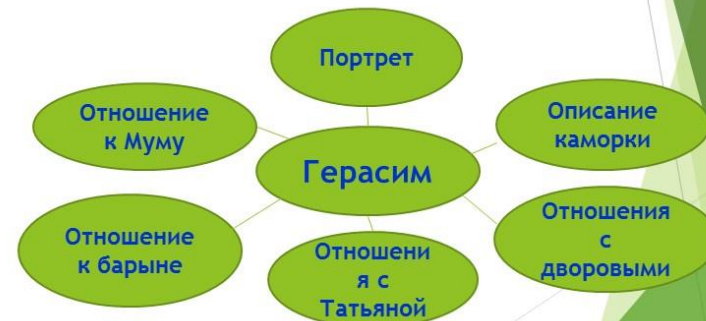 Портрет
Отношение
к Муму
Описание
каморки
Герасим
Отношение
к барыне
Отношени
я с
Татьяной
Отношения
с
дворовыми